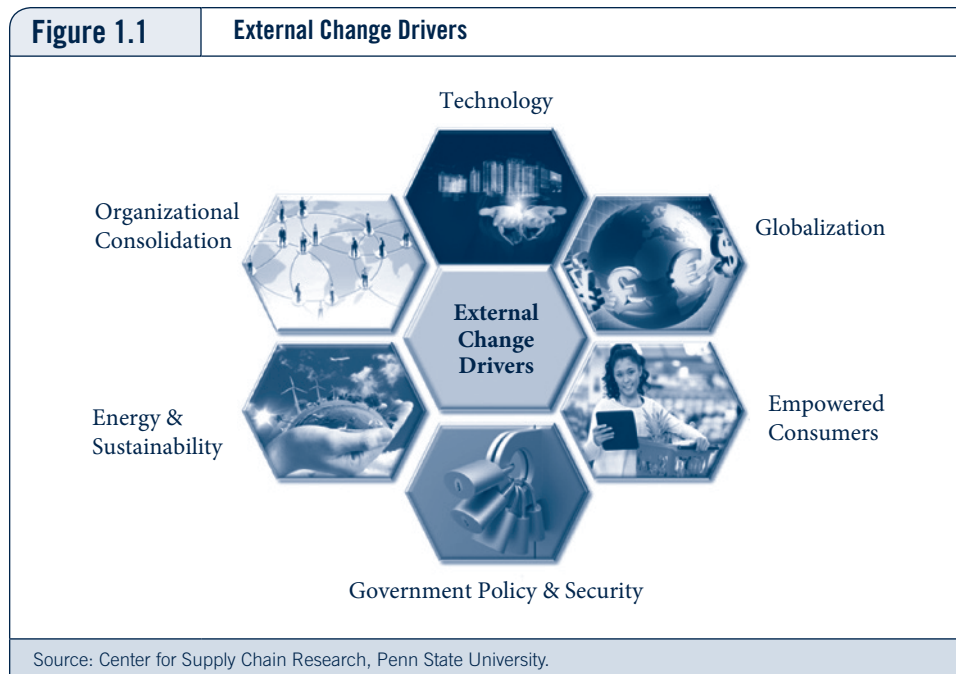 Figure 1.1
External Change Drivers
Technology
Organizational
Consolidation
Globalization
External
Change
Drivers
Energy &
Sustainability
Empowered
Consumers
Government Policy & Security
Source: Center for Supply Chain Research, Penn State University.